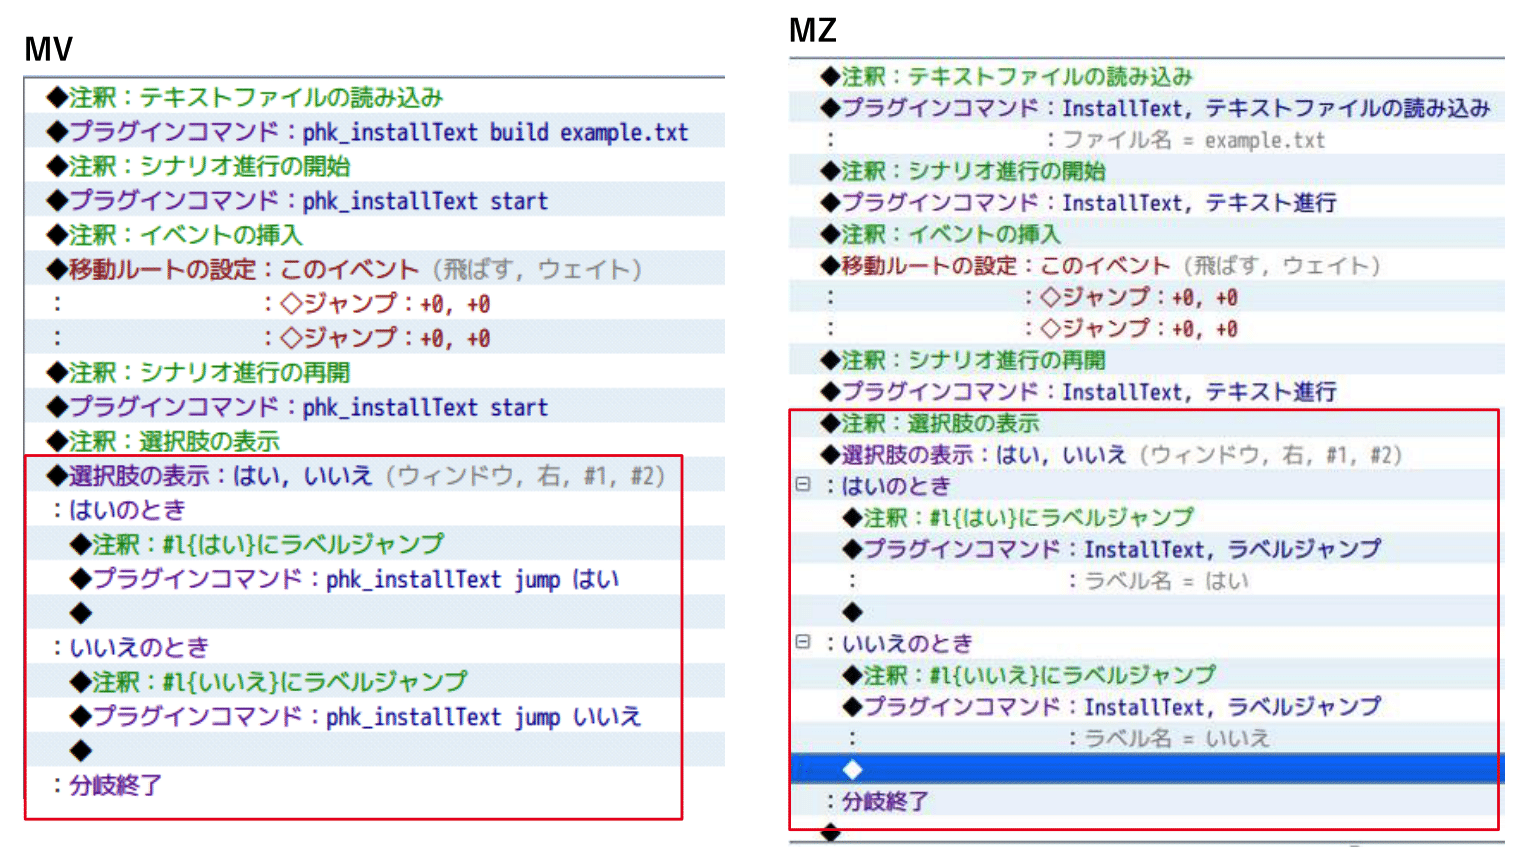 MV
◆注釈：テキストファイルの読み込み
◆プラグインコマンド：phk_installText build example.txt
◆注釈：シナリオ進行の開始
◆プラグインコマンド：phk_installText start
◆注釈：イベントの挿入
◆移動ルートの設定：このイベント (飛ばす, ウェイト)
：　　　　　　　　：◇ジャンプ：+0, +0
：　　　　　　　　：◇ジャンプ：+0, +0
◆注釈：シナリオ進行の再開
◆プラグインコマンド：phk_installText start
◆注釈：選択肢の表示
◆選択肢の表示：はい, いいえ (ウィンドウ, 右, #1, #2)
：はいのとき
◆注釈：#l{はい}にラベルジャンプ
◆プラグインコマンド：phk_installText jump はい
◆
：いいえのとき
◆注釈：#l{いいえ}にラベルジャンプ
◆プラグインコマンド：phk_installText jump いいえ
◆
：分岐終了
MZ
◆注釈：テキストファイルの読み込み
◆プラグインコマンド：InstallText, テキストファイルの読み込み
：　　　　　　　　：ファイル名 = example.txt
◆注釈：シナリオ進行の開始
◆プラグインコマンド：InstallText, テキスト進行
◆注釈：イベントの挿入
◆移動ルートの設定：このイベント (飛ばす, ウェイト)
：　　　　　　　　：◇ジャンプ：+0, +0
：　　　　　　　　：◇ジャンプ：+0, +0
◆注釈：シナリオ進行の再開
◆プラグインコマンド：InstallText, テキスト進行
◆注釈：選択肢の表示
◆選択肢の表示：はい, いいえ (ウィンドウ, 右, #1, #2)
：はいのとき
◆注釈：#l{はい}にラベルジャンプ
◆プラグインコマンド：InstallText, ラベルジャンプ
：　　　　　　　　：ラベル名 = はい
◆
：いいえのとき
◆注釈：#l{いいえ}にラベルジャンプ
◆プラグインコマンド：InstallText, ラベルジャンプ
：　　　　　　　　：ラベル名 = いいえ
◇
：分岐終了
◆